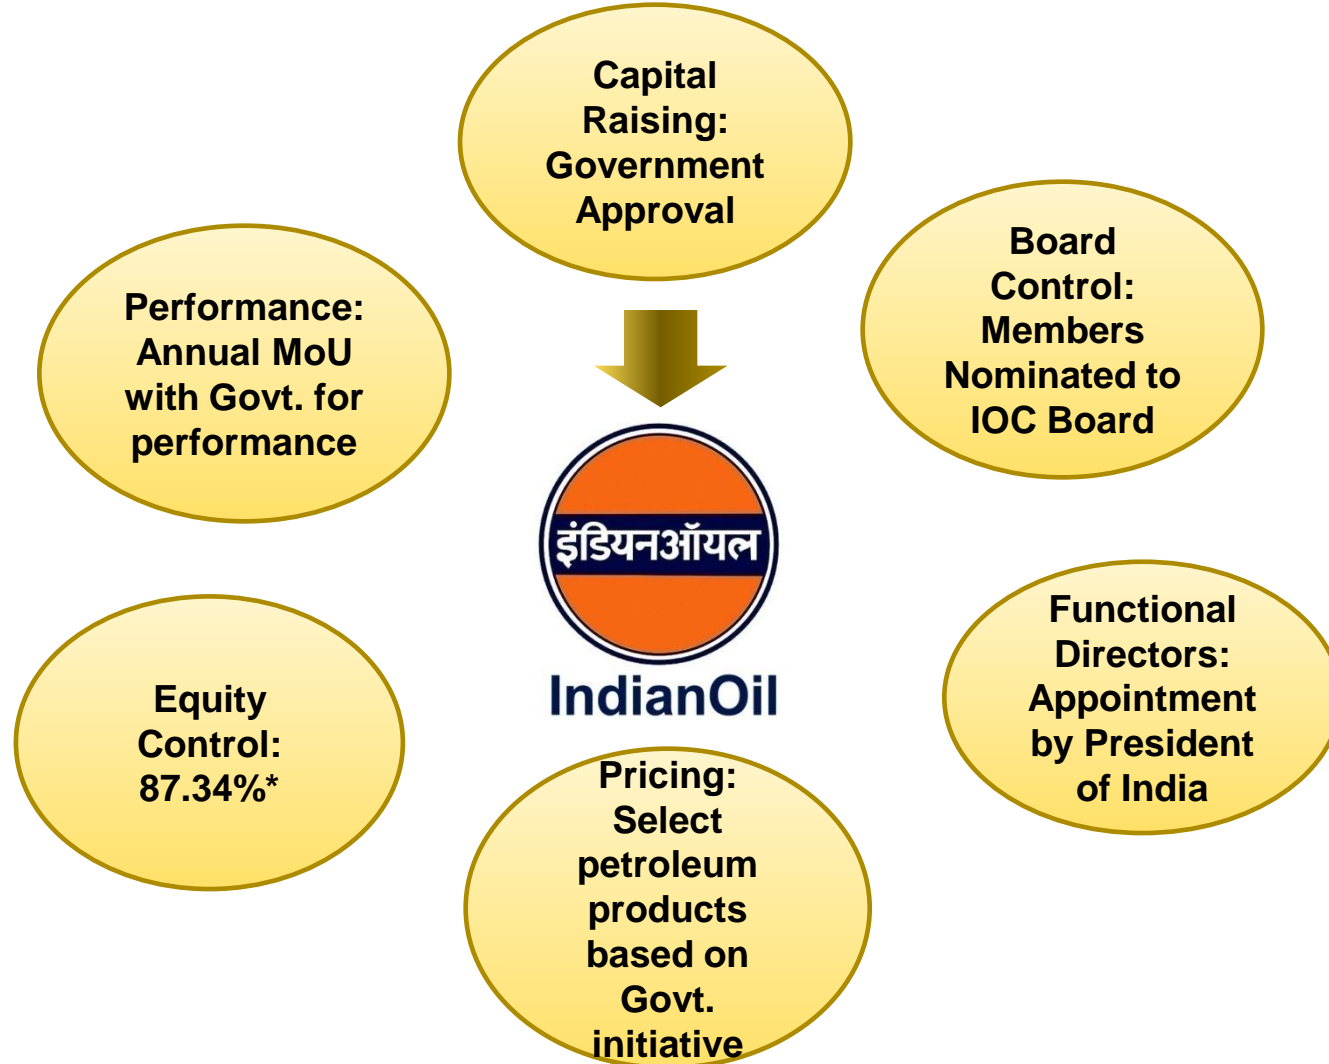 Capital
Raising:
Government
Approval
Board
Control:
Members
Nominated to
IOC Board
Performance:
Annual MoU
with Govt. for
performance
इंडियनऑयल
IndianOil
Functional
Directors:
Appointment
by President
of India
Equity
Control:
87.34%*
Pricing:
Select
petroleum
products
based on
Govt.
initiative